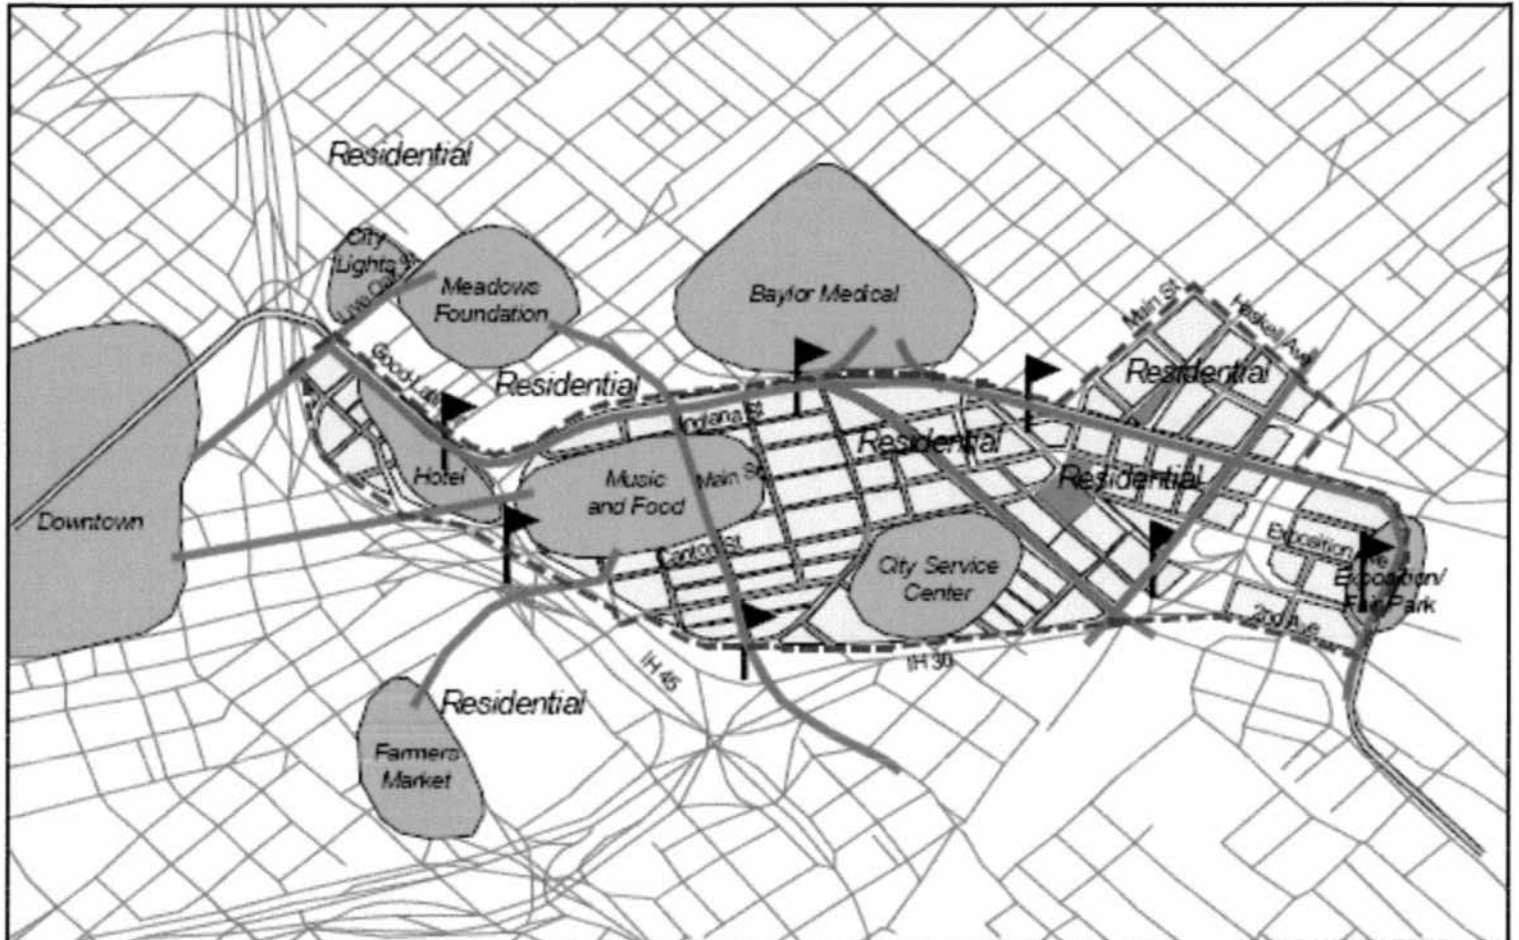 Residential
City
Lights
Live Oak St
Meadows
Foundation
Baylor Medical
Main St
Haskell Ave
Good-Latimer
Residential
Residential
Indiana St
Residential
Hotel
Music
and Food
Main St
Residential
Downtown
Canton St
City Service
Center
Exposition
Ave
Exposition/
Fair Park
2nd Ave
IH 45
IH 30
Residential
Farmers
Market